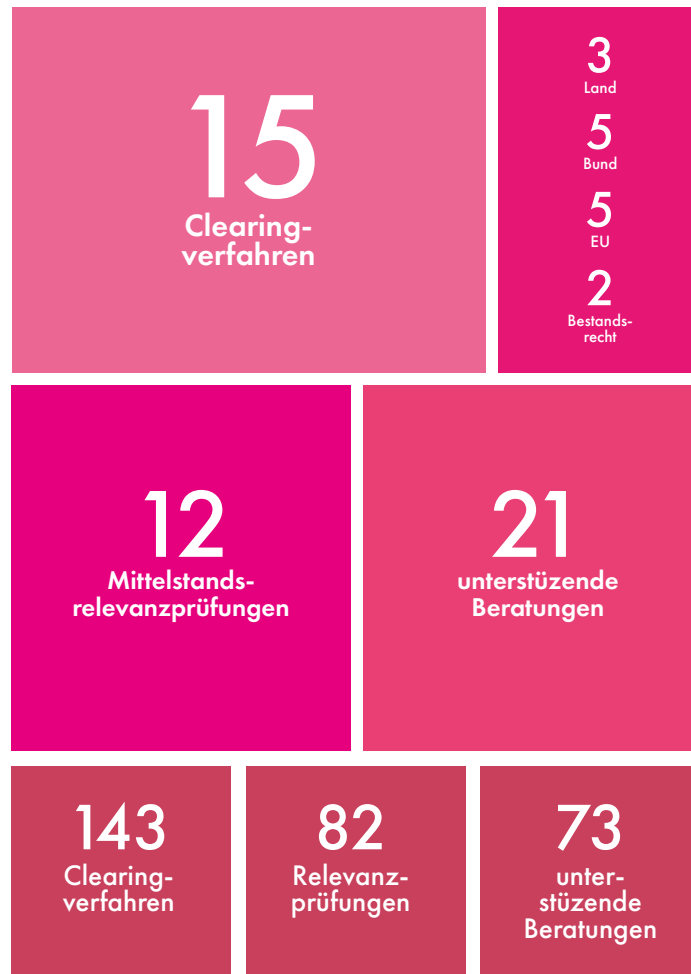 15
Clearing-
verfahren
3
Land
5
Bund
5
EU
2
Bestands-
recht
12
Mittelstands-
relevanzprüfungen
21
unterstüzende
Beratungen
143
Clearing-
verfahren
82
Relevanz-
prüfungen
73
unter-
stüzende
Beratungen